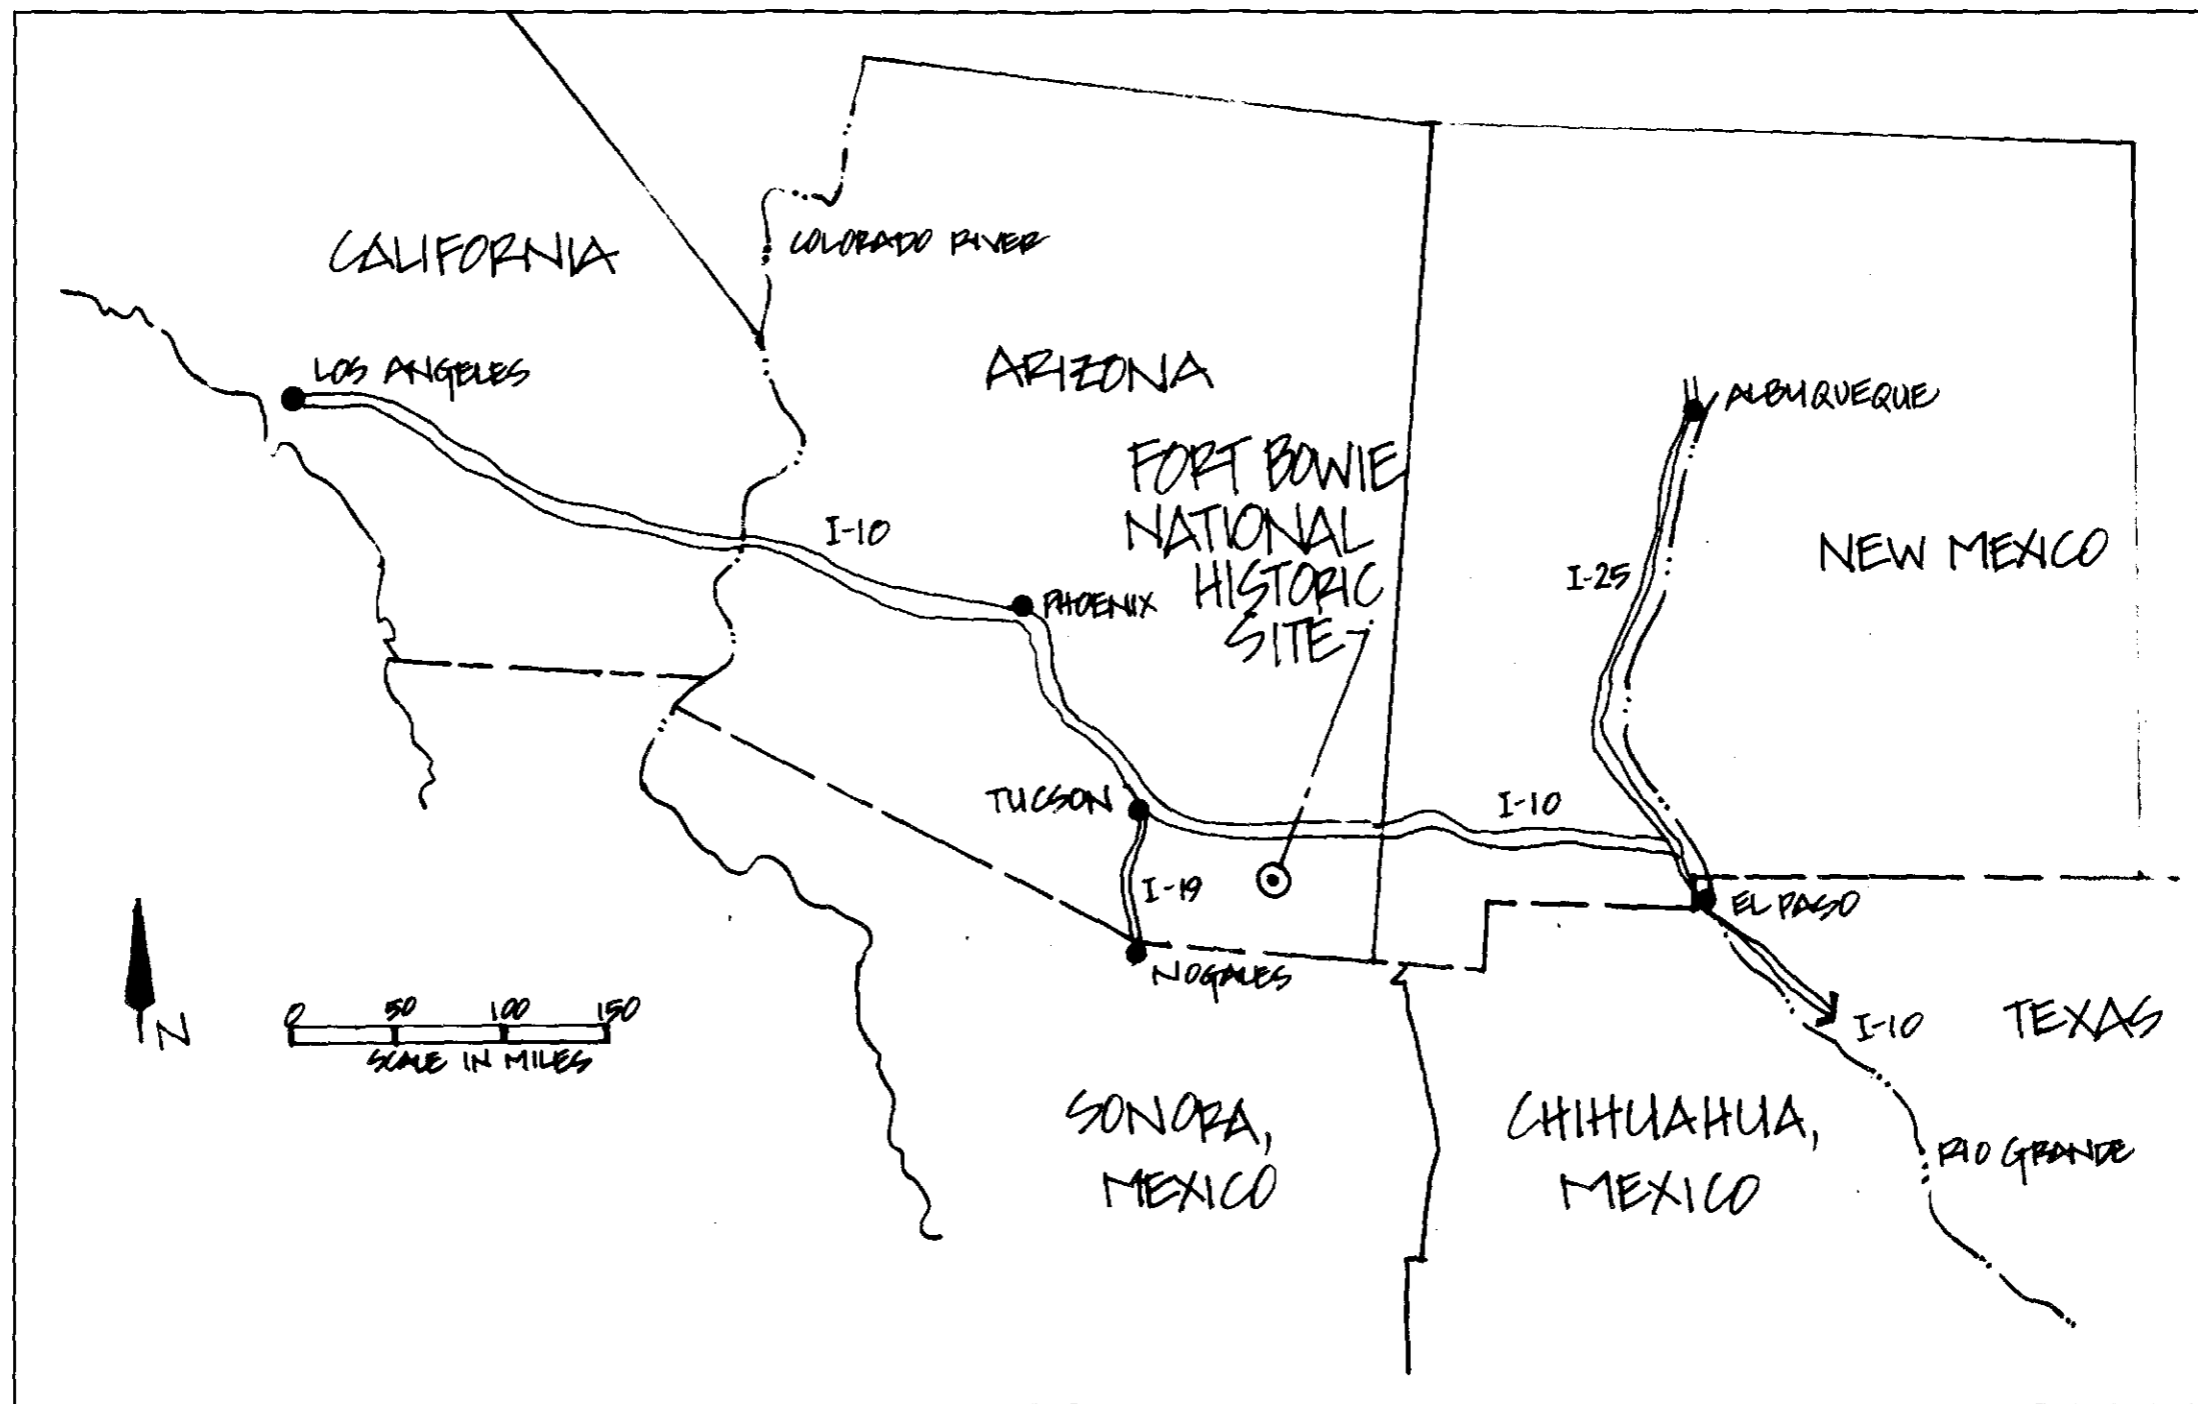 CALIFORNIA
COLORADO RIVER
LOS ANGELES
ARIZONA
ALBUQUEQUE
FORT BOWIE
NATIONAL
HISTORIC
SITE
I-10
NEW MEXICO
I-25
PHOENIX
TUCSON
I-10
I-19
EL PASO
NOGALES
N
0 50 100 150
SCALE IN MILES
I-10
TEXAS
SONORA,
MEXICO
CHIHUAHUA,
MEXICO
RIO GRANDE